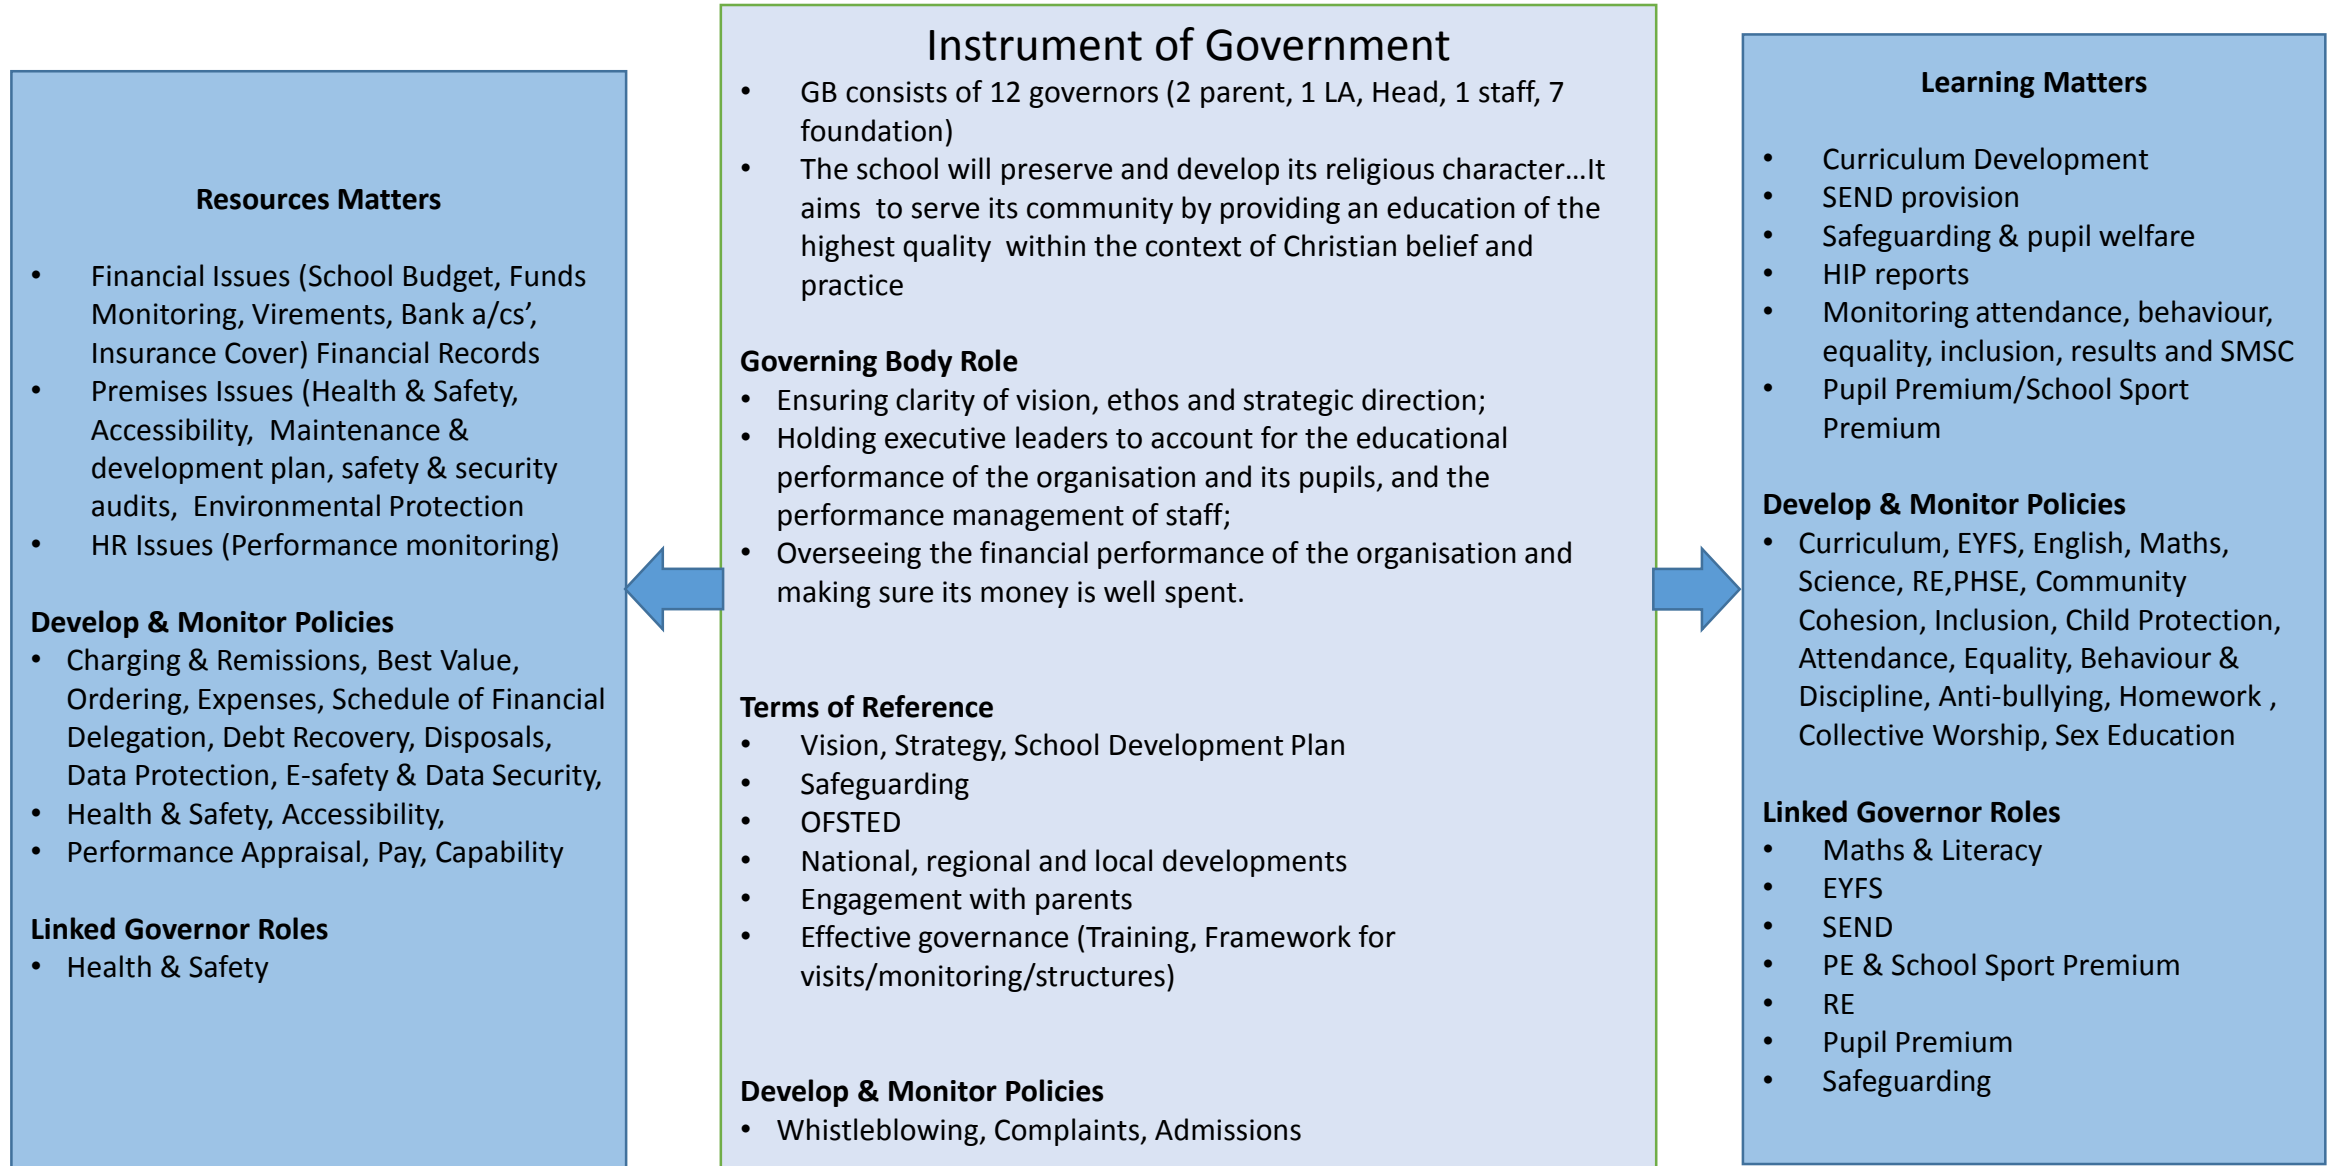 Resources Matters
• Financial Issues (School Budget, Funds
Monitoring, Virements, Bank a/cs’,
Insurance Cover) Financial Records
• Premises Issues (Health & Safety,
Accessibility, Maintenance &
development plan, safety & security
audits, Environmental Protection
• HR Issues (Performance monitoring)
Develop & Monitor Policies
• Charging & Remissions, Best Value,
Ordering, Expenses, Schedule of Financial
Delegation, Debt Recovery, Disposals,
Data Protection, E-safety & Data Security,
• Health & Safety, Accessibility,
• Performance Appraisal, Pay, Capability
Linked Governor Roles
• Health & Safety
Instrument of Government
• GB consists of 12 governors (2 parent, 1 LA, Head, 1 staff, 7
foundation)
• The school will preserve and develop its religious character…It
aims to serve its community by providing an education of the
highest quality within the context of Christian belief and
practice
Governing Body Role
• Ensuring clarity of vision, ethos and strategic direction;
• Holding executive leaders to account for the educational
performance of the organisation and its pupils, and the
performance management of staff;
• Overseeing the financial performance of the organisation and
making sure its money is well spent.
Terms of Reference
• Vision, Strategy, School Development Plan
• Safeguarding
• OFSTED
• National, regional and local developments
• Engagement with parents
• Effective governance (Training, Framework for
visits/monitoring/structures)
Develop & Monitor Policies
• Whistleblowing, Complaints, Admissions
Learning Matters
• Curriculum Development
• SEND provision
• Safeguarding & pupil welfare
• HIP reports
• Monitoring attendance, behaviour,
equality, inclusion, results and SMSC
• Pupil Premium/School Sport
Premium
Develop & Monitor Policies
• Curriculum, EYFS, English, Maths,
Science, RE,PHSE, Community
Cohesion, Inclusion, Child Protection,
Attendance, Equality, Behaviour &
Discipline, Anti-bullying, Homework ,
Collective Worship, Sex Education
Linked Governor Roles
• Maths & Literacy
• EYFS
• SEND
• PE & School Sport Premium
• RE
• Pupil Premium
• Safeguarding